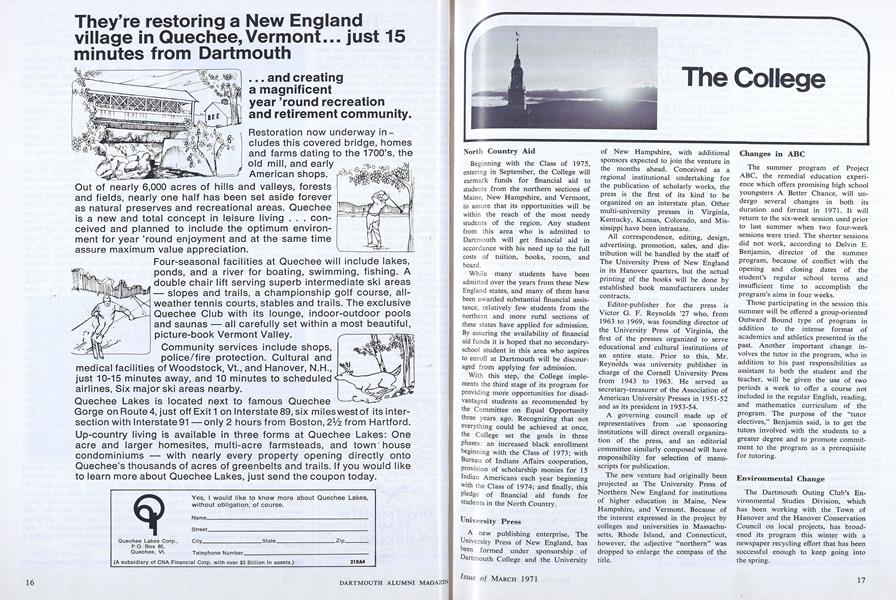 They're restoring a New England
village in Quechee, Vermont... just 15
minutes from Dartmouth
... and creating
a magnificent
year 'round recreation
and retirement community.
Restoration now underway in-
cludes this covered bridge, homes
and farms dating to the 1700's, the
old mill, and early
American shops.
Out of nearly 6,000 acres of hills and valleys, forests
and fields, nearly one half has been set aside forever
as natural preserves and recreational areas. Quechee
is a new and total concept in leisure living . . . con-
ceived and planned to include the optimum environ-
ment for year 'round enjoyment and at the same time
assure maximum value appreciation.
Four-seasonal facilities at Quechee will include lakes,
ponds, and a river for boating, swimming, fishing. A
double chair lift serving superb intermediate ski areas
— slopes and trails, a championship golf course, all-
weather tennis courts, stables and trails. The exclusive
Quechee Club with its lounge, indoor-outdoor pools
and saunas — all carefully set within a most beautiful,
picture-book Vermont Valley.
Community services include shops,
police/fire protection. Cultural and
medical facilities of Woodstock, Vt., and Hanover, N.H.,
just 10-15 minutes away, and 10 minutes to scheduled
airlines. Six major ski areas nearby.
Quechee Lakes is located next to famous Quechee
Gorge on Route 4, just off Exit 1 on Interstate 89, six miles west of its inter-
section with Interstate 91 — only 2 hours from Boston, 2½ from Hartford.
Up-country living is available in three forms at Quechee Lakes: One
acre and larger homesites, multi-acre farmsteads, and town house
condominiums — with nearly every property opening directly onto
Quechee's thousands of acres of greenbelts and trails. If you would like
to learn more about Quechee Lakes, just send the coupon today.
Quechee Lakes Corp.,
P.O. Box 85,
Quechee, Vt.
Yes, I would like to know more about Quechee Lakes,
without obligation, of course.
Name
Street
City State Zip
Telephone Number
(A subsidiary of CNA Financial Corp. with over $3 Billion in assets.) 218A4
16 DARTMOUTH ALUMNI MAGAZIN
The College
North Country Aid
Beginning with the Class of 1975,
entering in September, the College will
earmark funds for financial aid to
students from the northern sections of
Maine, New Hampshire, and Vermont,
to assure that its opportunities will be
within the reach of the most needy
students of the region. Any student
from this area who is admitted to
Dartmouth will get financial aid in
accordance with his need up to the full
costs of tuition, books, room, and
board.
While many students have been
admitted over the years from these New
England states, and many of them have
been awarded substantial financial assis-
tance, relatively few students from the
northern and more rural sections of
these states have applied for admission.
By assuring the availability of financial
aid funds it is hoped that no secondary-
school student in this area who aspires
to enroll at Dartmouth will be discour-
aged from applying for admission.
With this step, the College imple-
ments the third stage of its program for
providing more opportunities for disad-
vantaged students as recommended by
the Committee on Equal Opportunity
three years ago. Recognizing that not
everything could be achieved at once,
the College set the goals in three
phases: an increased black enrollment
beginning with the Class of 1973; with
Bureau of Indians Affairs cooperation,
provision of scholarship monies for 15
Indian Americans each year beginning
with the Class of 1974; and finally, this
pledge of financial aid funds for
students in the North Country.
University Press
A new publishing enterprise, The
University Press of New England, has
been formed under sponsorship of
Dartmouth College and the University
of New Hampshire, with additional
sponsors expected to join the venture in
the months ahead. Conceived as a
regional institutional undertaking for
the publication of scholarly works, the
press is the first of its kind to be
organized on an interstate plan. Other
multi-university presses in Virginia,
Kentucky, Kansas, Colorado, and Mis-
sissippi have been intrastate.
All correspondence, editing, design,
advertising, promotion, sales, and dis-
tribution will be handled by the staff of
The University Press of New England
in its Hanover quarters, but the actual
printing of the books will be done by
established book manufacturers under
contracts.
Editor-publisher for the press is
Victor G. F. Reynolds '27 who, from
1963 to 1969, was founding director of
the University Press of Virginia, the
first of the presses organized to serve
educational and cultural institutions of
an entire state. Prior to this, Mr.
Reynolds was university publisher in
charge of the Cornell University Press
from 1943 to 1963. He served as
secretary-treasurer of the Association of
American University Presses in 1951-52
and as its president in 1953-54.
A governing council made up of
representatives from sponsoring
institutions will direct overall organiza-
tion of the press, and an editorial
committee similarly composed will have
responsibility for selection of manu-
scripts for publication.
The new venture had originally been
projected as The University Press of
Northern New England for institutions
of higher education in Maine, New
Hampshire, and Vermont. Because of
the interest expressed in the project by
colleges and universities in Massachu-
setts, Rhode Island, and Connecticut,
however, the adjective "northern" was
dropped to enlarge the compass of the
title.
Changes in ABC
The summer program of Project
ABC, the remedial education experi-
ence which offers promising high school
youngsters A Better Chance, will un-
dergo several changes in both its
duration and format in 1971. It will
return to the six-week session used prior
to last summer when two four-week
sessions were tried. The shorter sessions
did not work, according to Delvin E.
Benjamin, director of the summer
program, because of conflict with the
opening and closing dates of the
student's regular school terms and
insufficient time to accomplish the
program's aims in four weeks.
Those participating in the session this
summer will be offered a group-oriented
Outward Bound type of program in
addition to the intense format of
academics and athletics presented in the
past. Another important change in-
volves the tutor in the program, who in
addition to his past responsibilities as
assistant to both the student and the
teacher, will be given the use of two
periods a week to offer a course not
included in the regular English, reading,
and mathematics curriculum of the
program. The purpose of the "tutor
electives," Benjamin said, is to get the
tutors involved with the students to a
greater degree and to promote commit-
ment to the program as a prerequisite
for tutoring.
Environmental Change
The Dartmouth Outing Club's En-
vironmental Studies Division, which
has been working with the Town of
Hanover and the Hanover Conservation
Council on local projects, has broad-
ened its program this winter with a
newspaper recycling effort that has been
successful enough to keep going into
the spring.
Issue of MARCH 1971 17